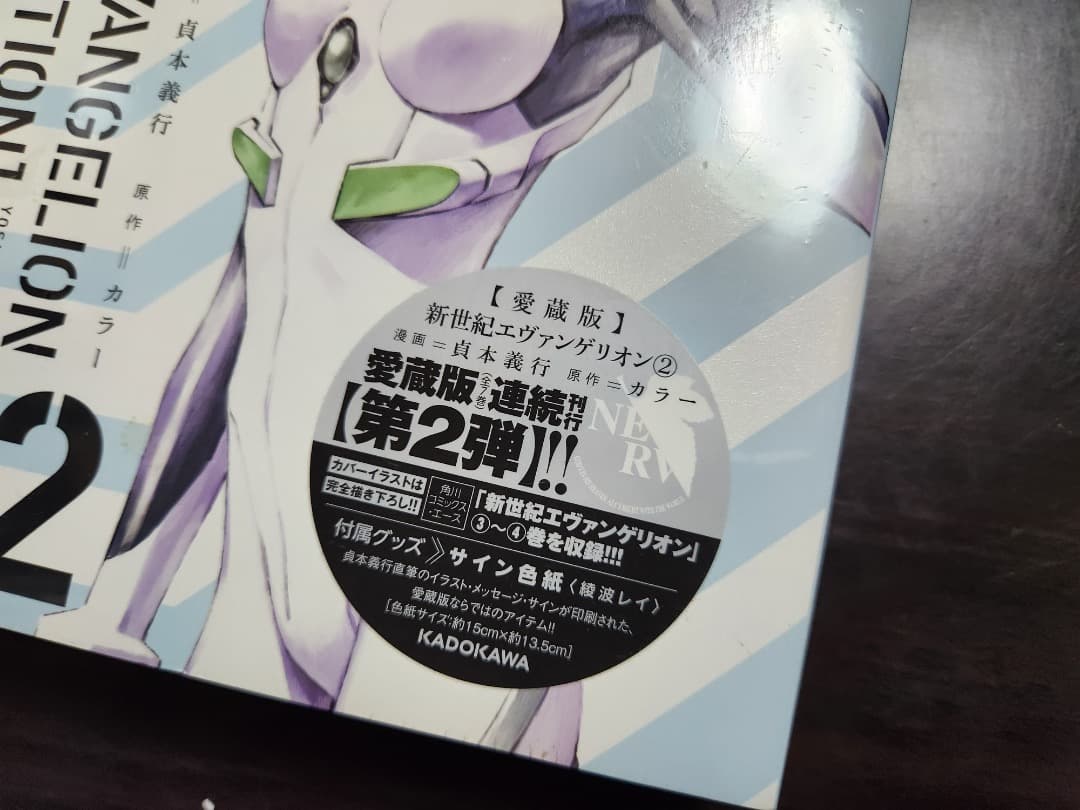 貞本義行
原作＝カラー
VANGELION
TION]
2
【愛蔵版】
新世紀エヴァンゲリオン②
漫画＝貞本義行 原作＝カラー
愛蔵版〈全7巻〉連続刊行
【第2弾】!!
NERV
カバーイラストは
完全描き下ろし!!
角川
コミックス
・エース
「新世紀エヴァンゲリオン」
③〜④巻を収録!!!
付属グッズ》サイン色紙〈綾波レイ〉
貞本義行直筆のイラスト・メッセージ・サインが印刷された、
愛蔵版ならではのアイテム!!
[色紙サイズ:約15cm×約13.5cm]
KADOKAWA